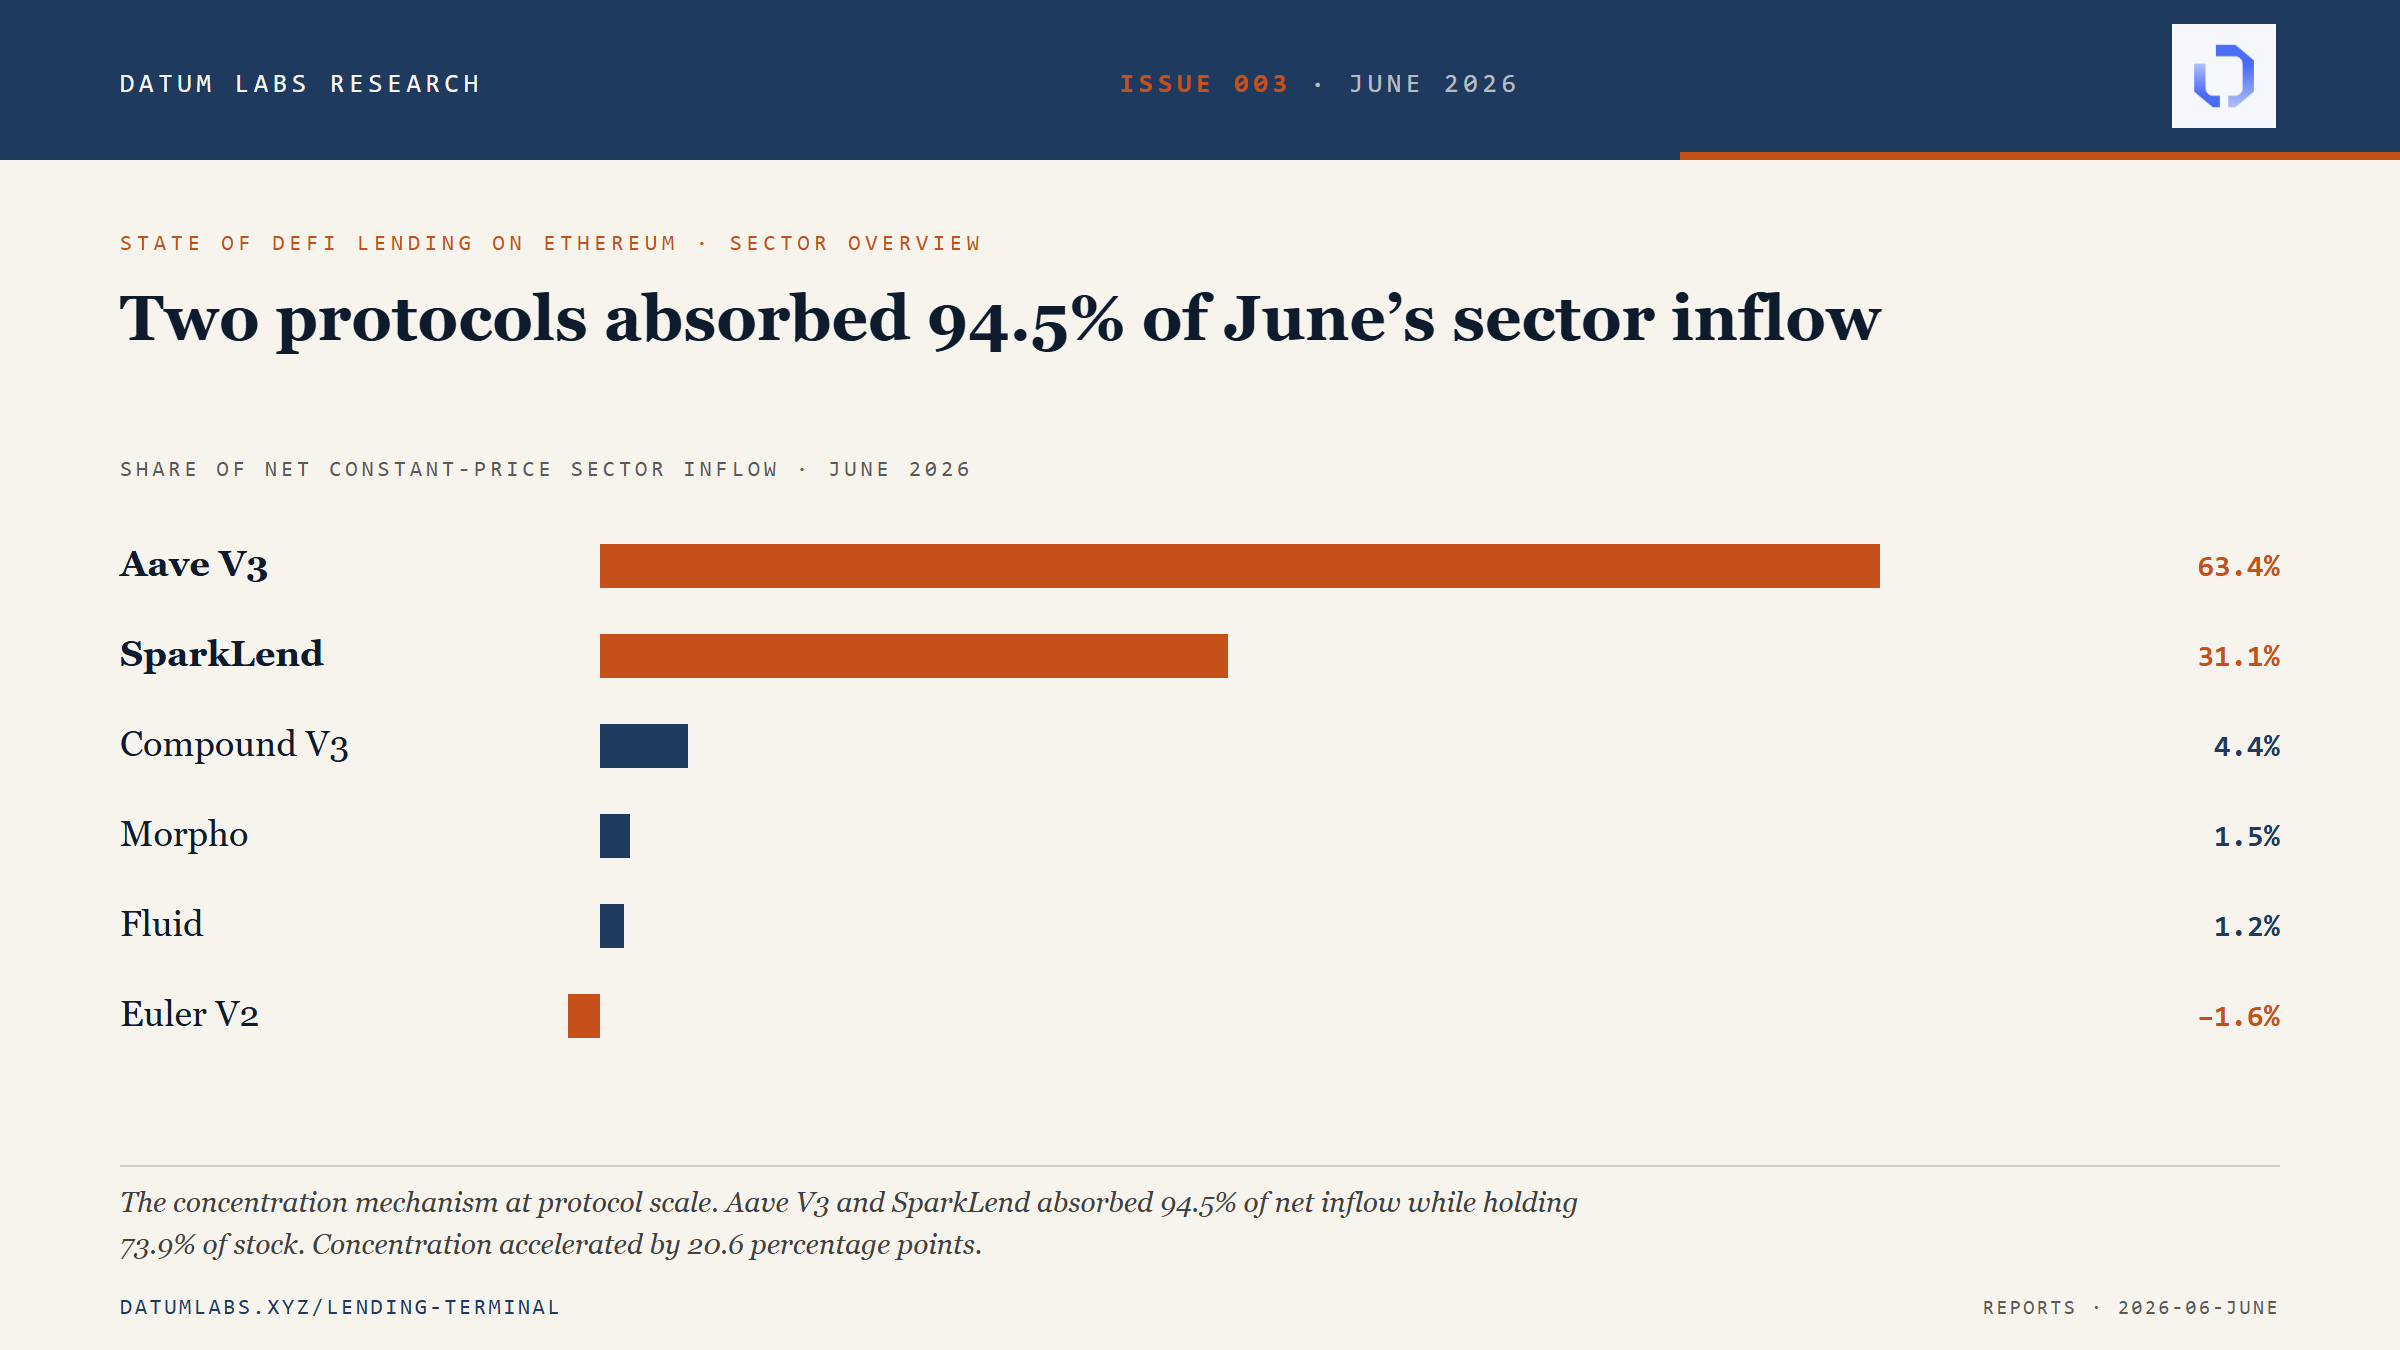 DATUM LABS RESEARCH
ISSUE 003 · JUNE 2026
STATE OF DEFI LENDING ON ETHEREUM · SECTOR OVERVIEW
Two protocols absorbed 94.5% of June’s sector inflow
SHARE OF NET CONSTANT-PRICE SECTOR INFLOW · JUNE 2026
Aave V3 63.4%
SparkLend 31.1%
Compound V3 4.4%
Morpho 1.5%
Fluid 1.2%
Euler V2 −1.6%
The concentration mechanism at protocol scale. Aave V3 and SparkLend absorbed 94.5% of net inflow while holding
73.9% of stock. Concentration accelerated by 20.6 percentage points.
DATUMLABS.XYZ/LENDING-TERMINAL
REPORTS · 2026-06-JUNE